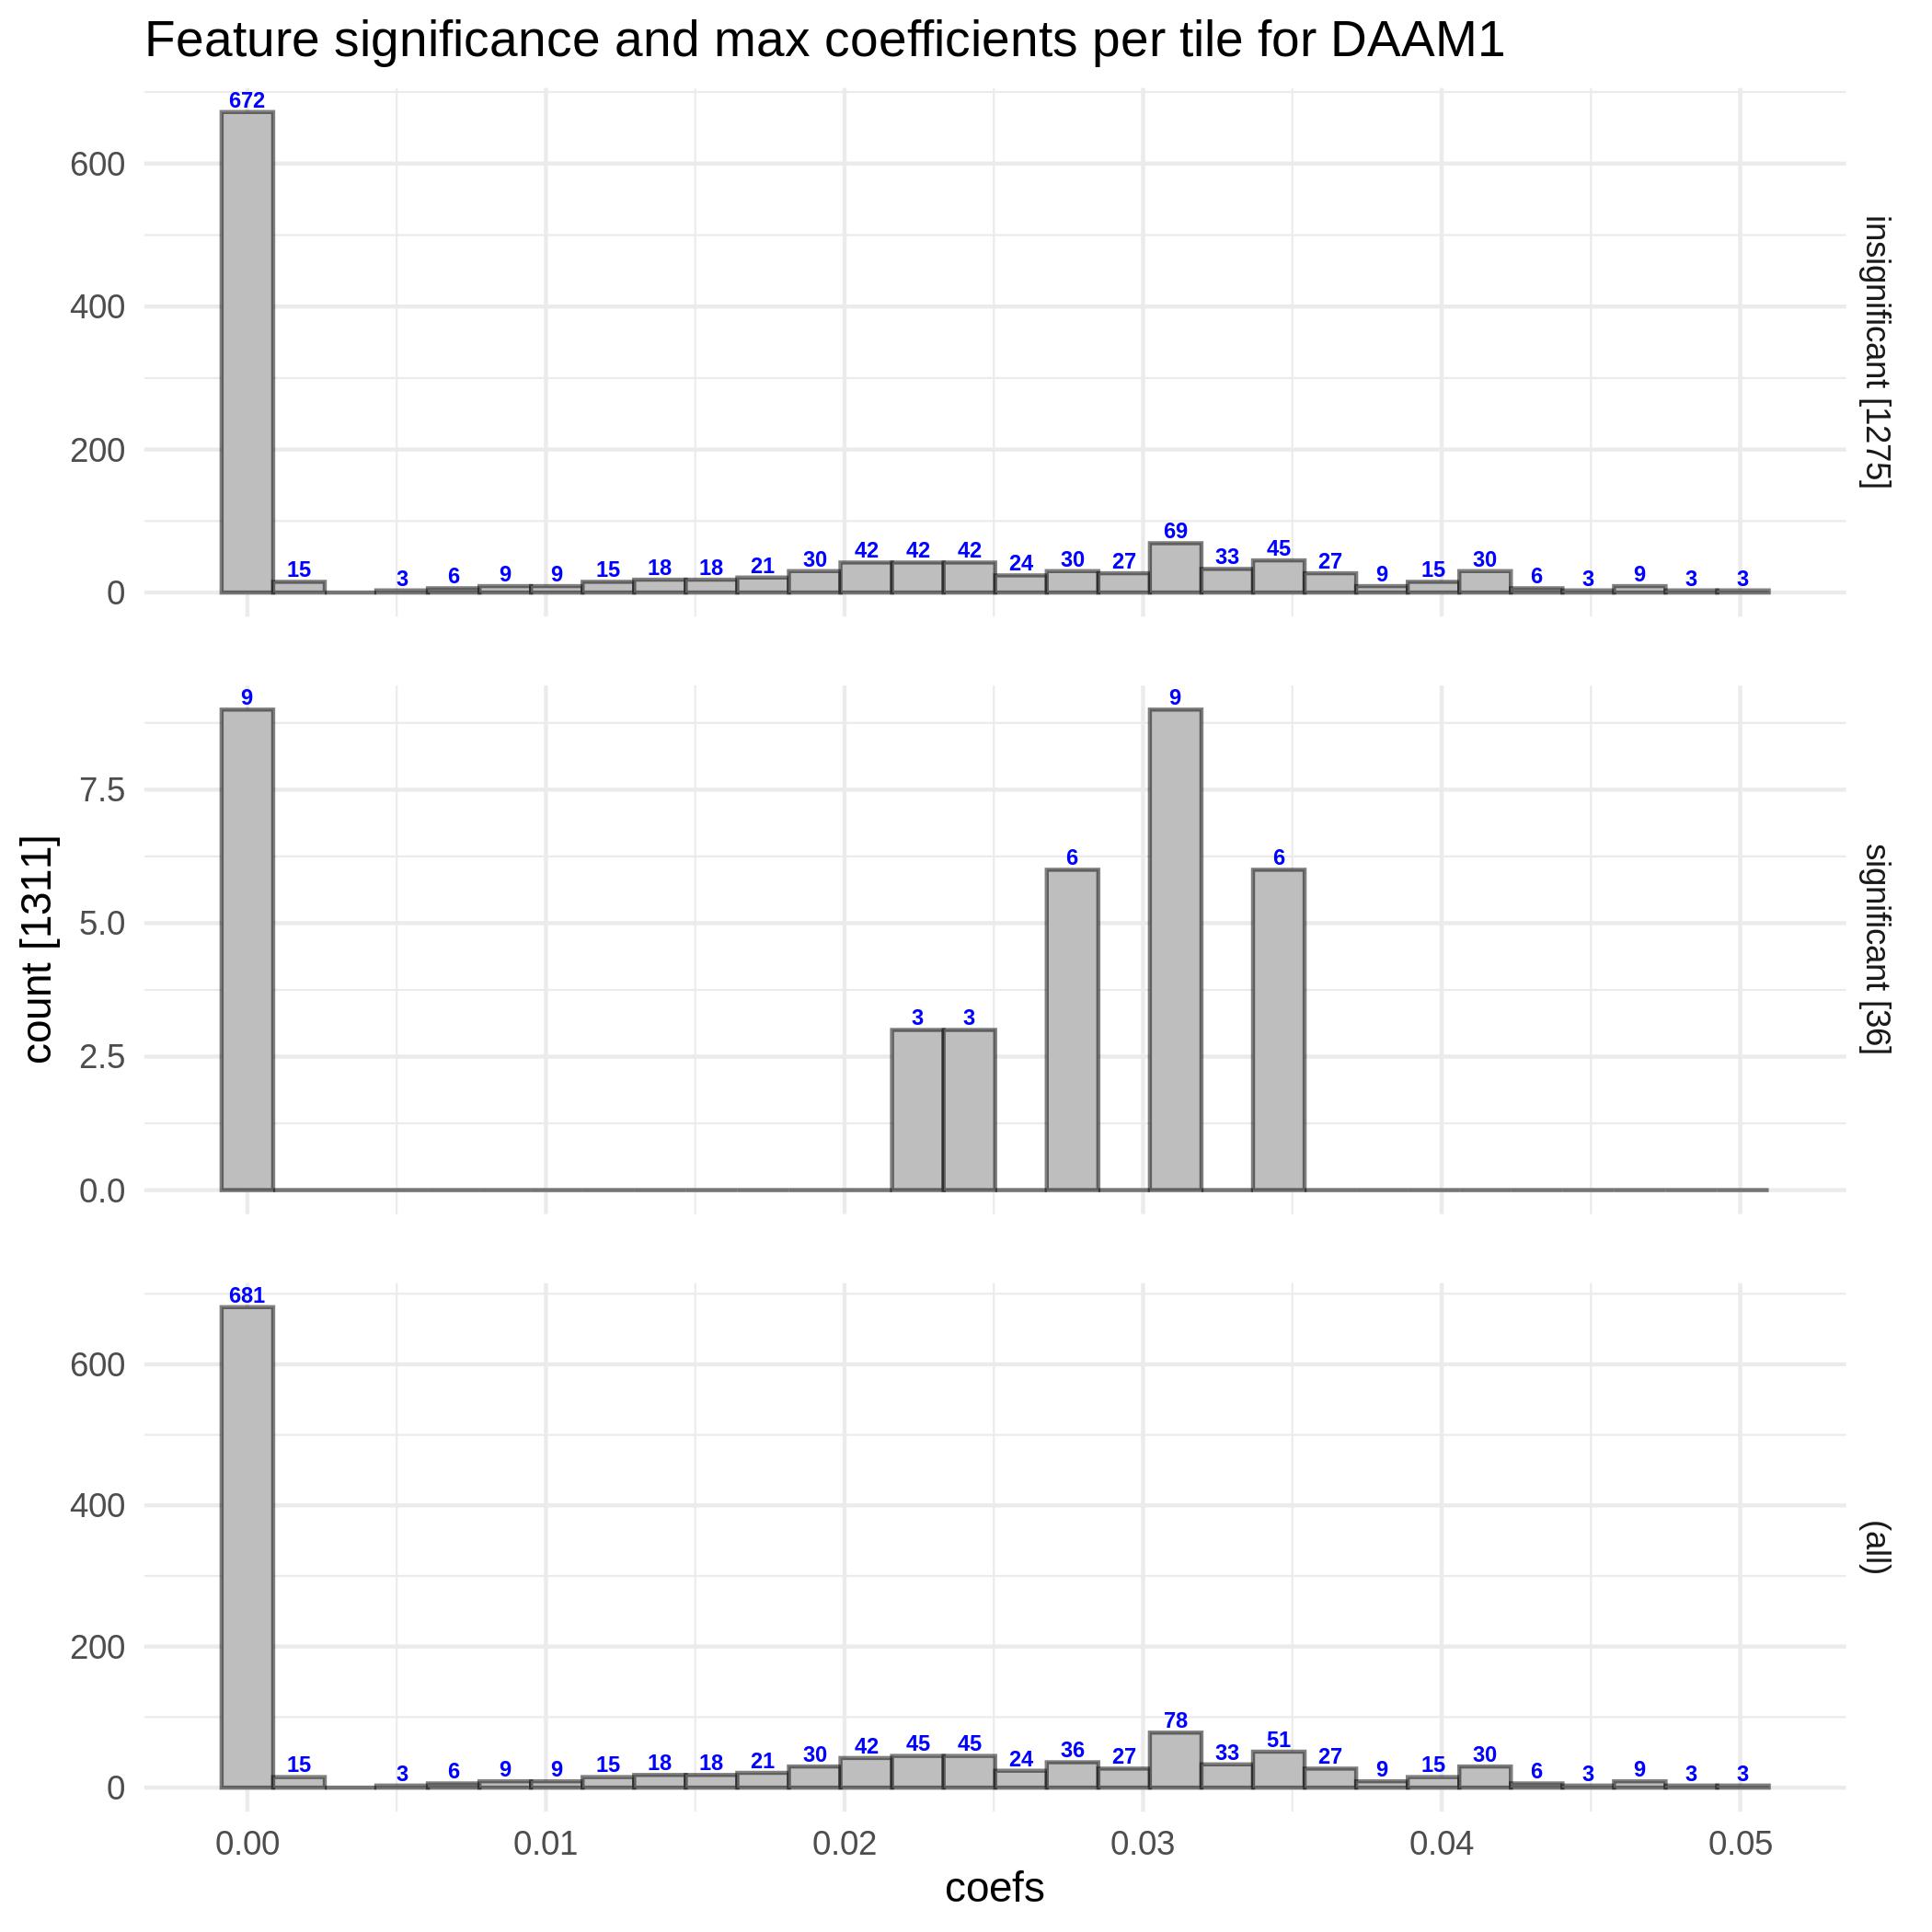 Feature significance and max coefficients per tile for DAAM1
672
600
400
200
0
15 3 6 9 9 15 18 18 21 30 42 42 42 24 30 27 69 33 45 27 9 15 30 6 3 9 3 3
insignificant [1275]
9
7.5
5.0
2.5
0.0
3 3 6 9 6
significant [36]
count [1311]
681
600
400
200
0
15 3 6 9 9 15 18 18 21 30 42 45 45 24 36 27 78 33 51 27 9 15 30 6 3 9 3 3
(all)
0.00 0.01 0.02 0.03 0.04 0.05
coefs